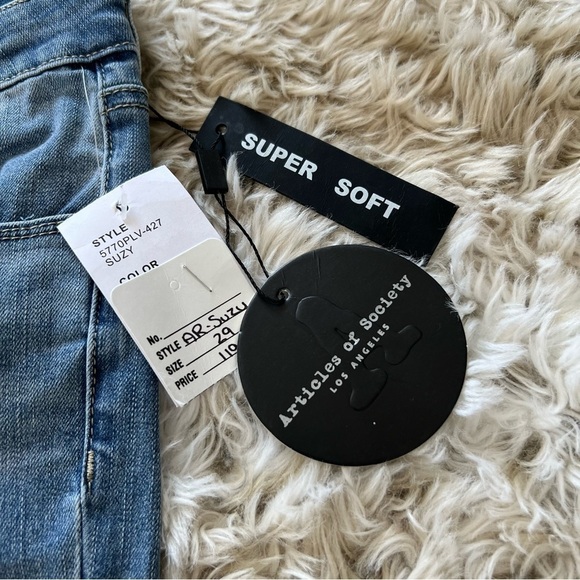 SUPER SOFT
STYLE
5770PLV-427
SUZY
COLOR
No.
STYLE AR-Suzy
SIZE 29
PRICE 110
Articles of Society
LOS ANGELES